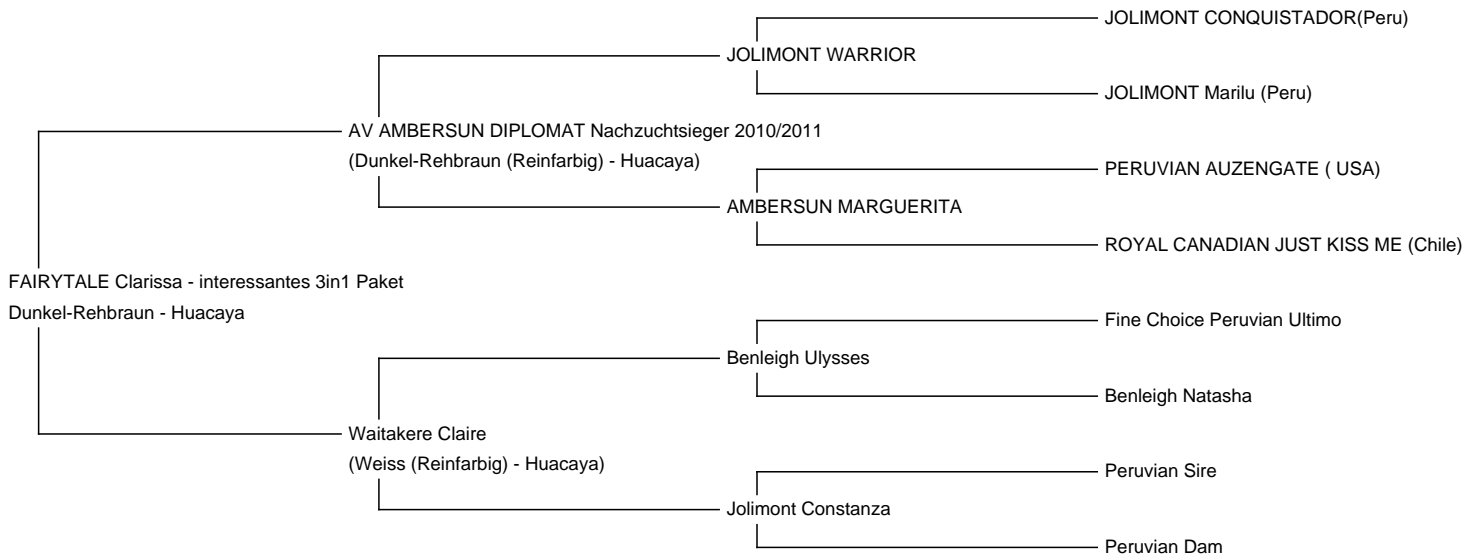 JOLIMONT CONQUISTADOR(Peru)
JOLIMONT WARRIOR
JOLIMONT Marilu (Peru)
AV AMBERSUN DIPLOMAT Nachzuchtsieger 2010/2011
(Dunkel-Rehbraun (Reinfarbig) - Huacaya)
PERUVIAN AUZENGATE ( USA)
AMBERSUN MARGUERITA
ROYAL CANADIAN JUST KISS ME (Chile)
FAIRYTALE Clarissa - interessantes 3in1 Paket
Dunkel-Rehbraun - Huacaya
Fine Choice Peruvian Ultimo
Benleigh Ulysses
Benleigh Natasha
Waitakere Claire
(Weiss (Reinfarbig) - Huacaya)
Peruvian Sire
Jolimont Constanza
Peruvian Dam